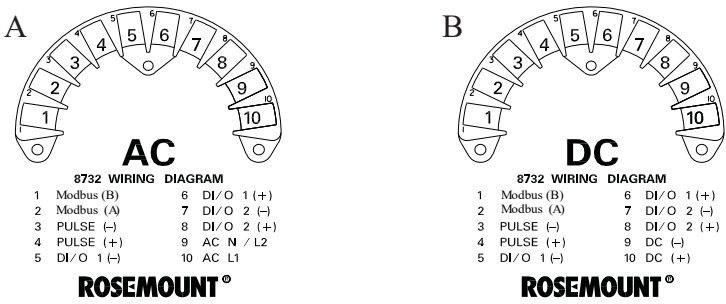 A
1 2 3 4 5 6 7 8 9 10
1 2 3 4 5 6 7 8 9 10
AC
8732 WIRING DIAGRAM
1 Modbus (B)
2 Modbus (A)
3 PULSE (–)
4 PULSE (+)
5 DI/O 1 (–)
6 DI/O 1 (+)
7 DI/O 2 (–)
8 DI/O 2 (+)
9 AC N / L2
10 AC L1
ROSEMOUNT ®
B
1 2 3 4 5 6 7 8 9 10
1 2 3 4 5 6 7 8 9 10
DC
8732 WIRING DIAGRAM
1 Modbus (B)
2 Modbus (A)
3 PULSE (–)
4 PULSE (+)
5 DI/O 1 (–)
6 DI/O 1 (+)
7 DI/O 2 (–)
8 DI/O 2 (+)
9 DC (–)
10 DC (+)
ROSEMOUNT ®